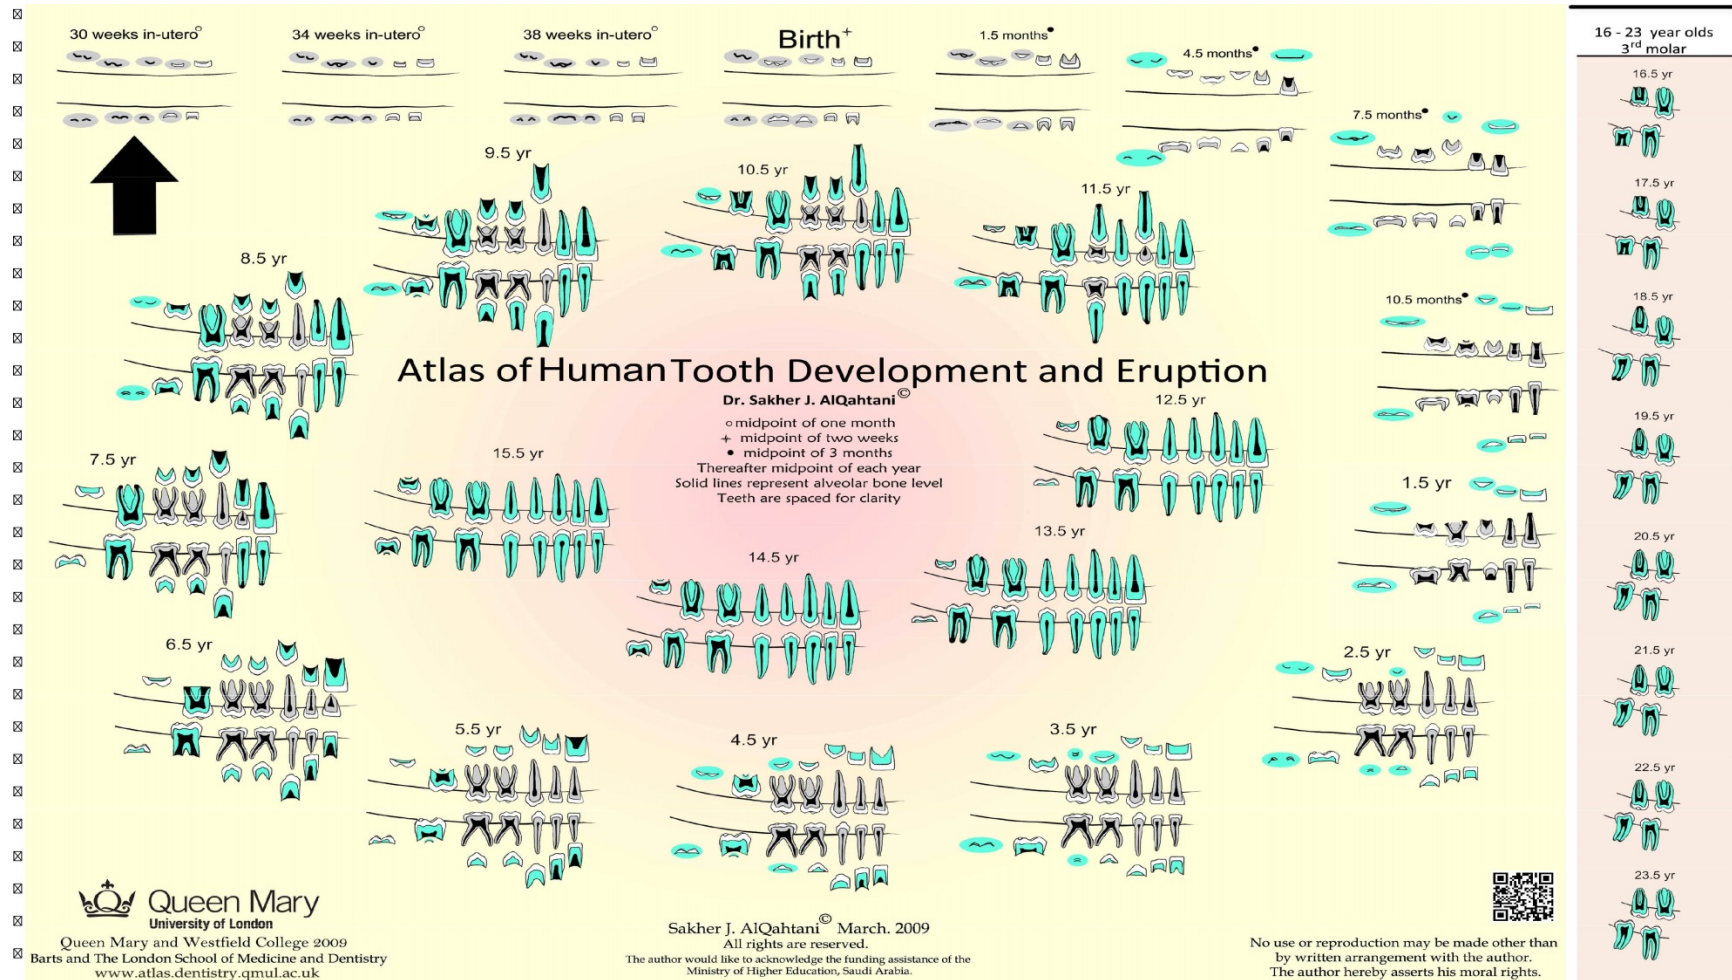 30 weeks in-utero°
34 weeks in-utero°
38 weeks in-utero°
Birth+
1.5 months•
4.5 months•
7.5 months•
10.5 months•
1.5 yr
2.5 yr
3.5 yr
4.5 yr
5.5 yr
6.5 yr
7.5 yr
8.5 yr
9.5 yr
10.5 yr
11.5 yr
12.5 yr
13.5 yr
14.5 yr
15.5 yr
Atlas of Human Tooth Development and Eruption
Dr. Sakher J. AlQahtani©
○ midpoint of one month
+ midpoint of two weeks
• midpoint of 3 months
Thereafter midpoint of each year
Solid lines represent alveolar bone level
Teeth are spaced for clarity
16 - 23 year olds
3rd molar
16.5 yr
17.5 yr
18.5 yr
19.5 yr
20.5 yr
21.5 yr
22.5 yr
23.5 yr
Queen Mary
University of London
Queen Mary and Westfield College 2009
Barts and The London School of Medicine and Dentistry
www.atlas.dentistry.qmul.ac.uk
Sakher J. AlQahtani© March. 2009
All rights are reserved.
The author would like to acknowledge the funding assistance of the
Ministry of Higher Education, Saudi Arabia.
No use or reproduction may be made other than
by written arrangement with the author.
The author hereby asserts his moral rights.